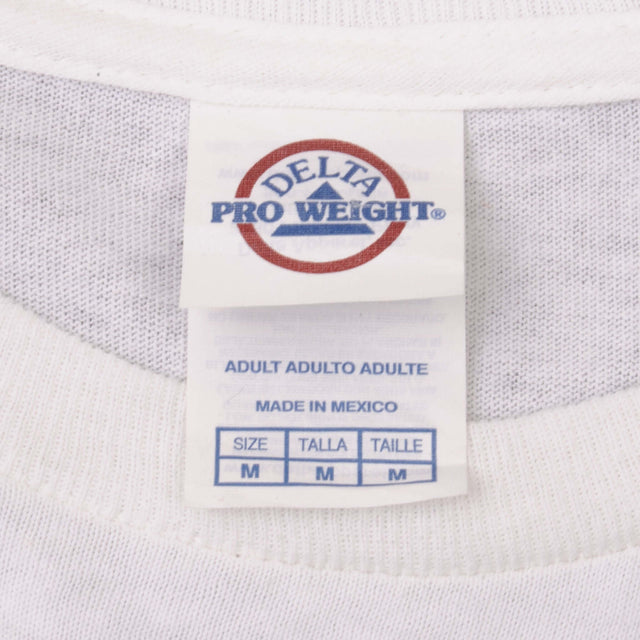 DELTA
PRO WEIGHT®
ADULT ADULTO ADULTE
MADE IN MEXICO
SIZE TALLA TAILLE
M M M